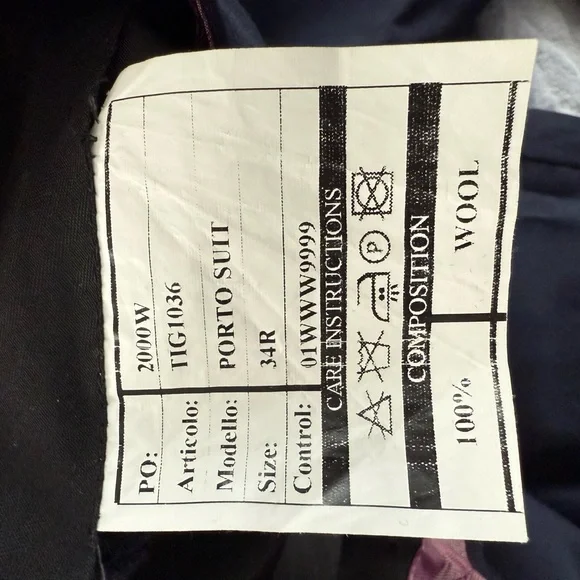 PO: 2000W
Articolo: TIG1036
Modello: PORTO SUIT
Size: 34R
Control: 01WWW9999
CARE INSTRUCTIONS
P
COMPOSITION
100% WOOL